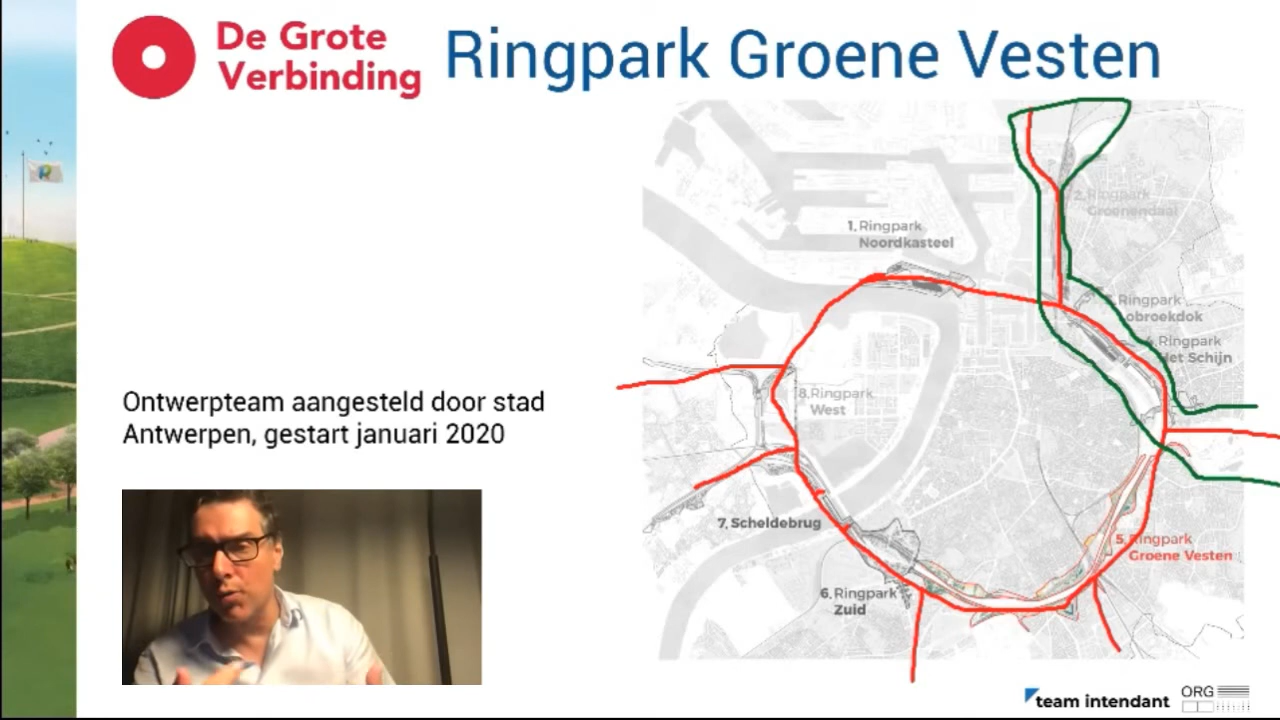 De Grote
Verbinding
Ringpark Groene Vesten
1. Ringpark
Noordkasteel
2. Ringpark
Groenendaal
Ringpark
obroekdok
Ringpark
Het Schijn
8. Ringpark
West
Ontwerpteam aangesteld door stad
Antwerpen, gestart januari 2020
7. Scheldebrug
5. Ringpark
Groene Vesten
6. Ringpark
Zuid
team intendant
ORG